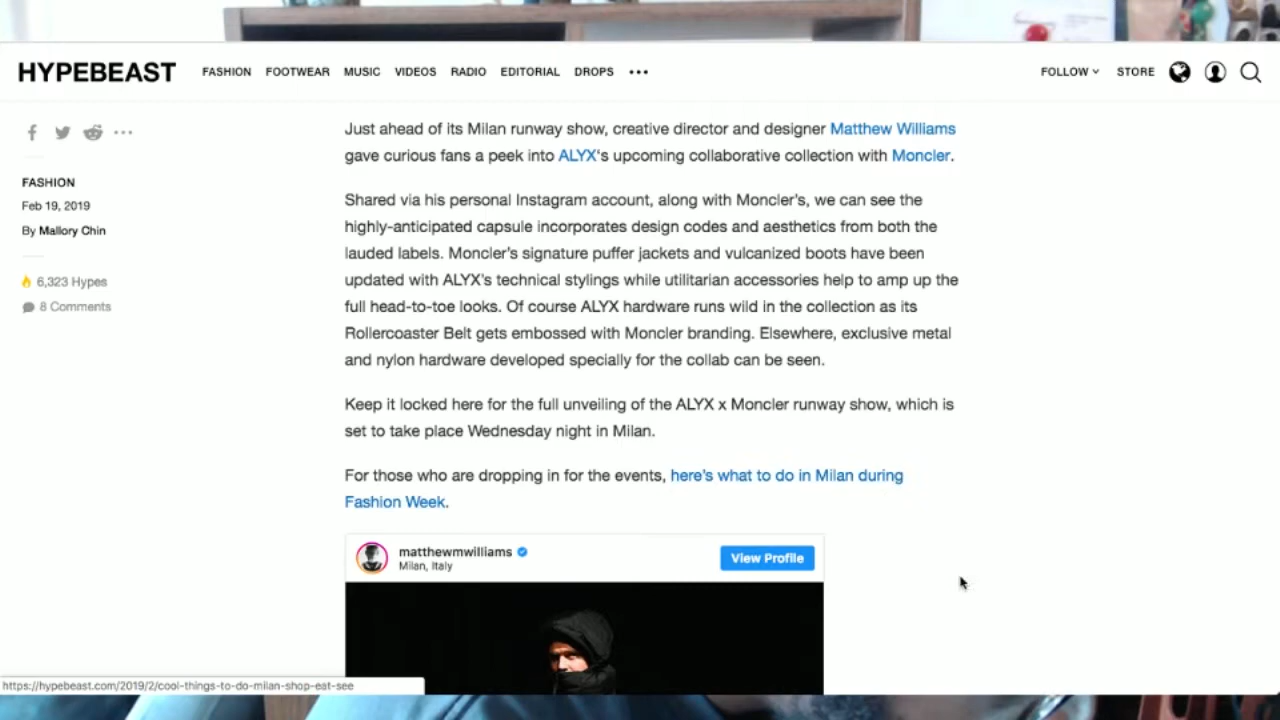 HYPEBEAST FASHION FOOTWEAR MUSIC VIDEOS RADIO EDITORIAL DROPS ••• FOLLOW STORE
FASHION
Feb 19, 2019
By Mallory Chin
6,323 Hypes
8 Comments
Just ahead of its Milan runway show, creative director and designer Matthew Williams
gave curious fans a peek into ALYX‘s upcoming collaborative collection with Moncler.
Shared via his personal Instagram account, along with Moncler’s, we can see the
highly-anticipated capsule incorporates design codes and aesthetics from both the
lauded labels. Moncler’s signature puffer jackets and vulcanized boots have been
updated with ALYX’s technical stylings while utilitarian accessories help to amp up the
full head-to-toe looks. Of course ALYX hardware runs wild in the collection as its
Rollercoaster Belt gets embossed with Moncler branding. Elsewhere, exclusive metal
and nylon hardware developed specially for the collab can be seen.
Keep it locked here for the full unveiling of the ALYX x Moncler runway show, which is
set to take place Wednesday night in Milan.
For those who are dropping in for the events, here’s what to do in Milan during
Fashion Week.
matthewmwilliams
Milan, Italy
View Profile
https://hypebeast.com/2019/2/cool-things-to-do-milan-shop-eat-see